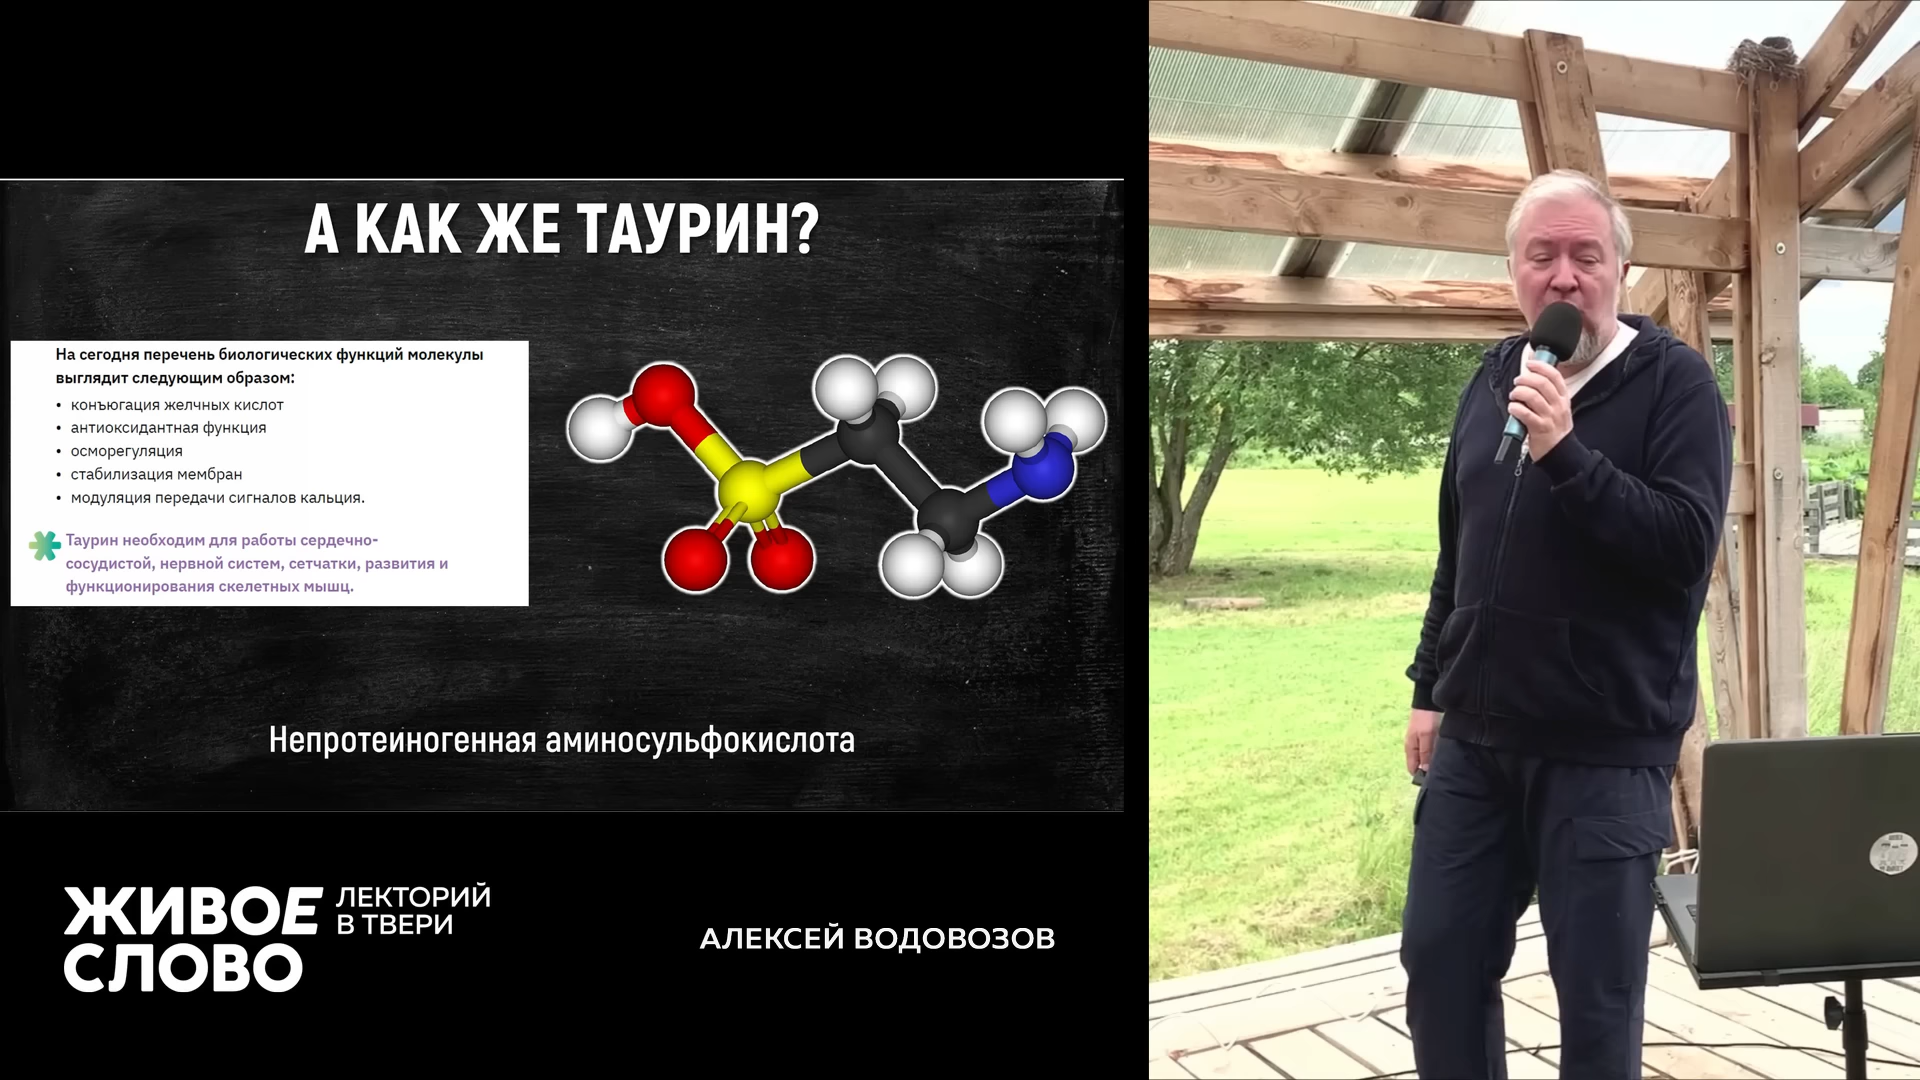 А КАК ЖЕ ТАУРИН?
На сегодня перечень биологических функций молекулы
выглядит следующим образом:
• конъюгация желчных кислот
• антиоксидантная функция
• осморегуляция
• стабилизация мембран
• модуляция передачи сигналов кальция.
Таурин необходим для работы сердечно-
сосудистой, нервной систем, сетчатки, развития и
функционирования скелетных мышц.
Непротеиногенная аминосульфокислота
ЖИВОЕ
СЛОВО
ЛЕКТОРИЙ
В ТВЕРИ
АЛЕКСЕЙ ВОДОВОЗОВ